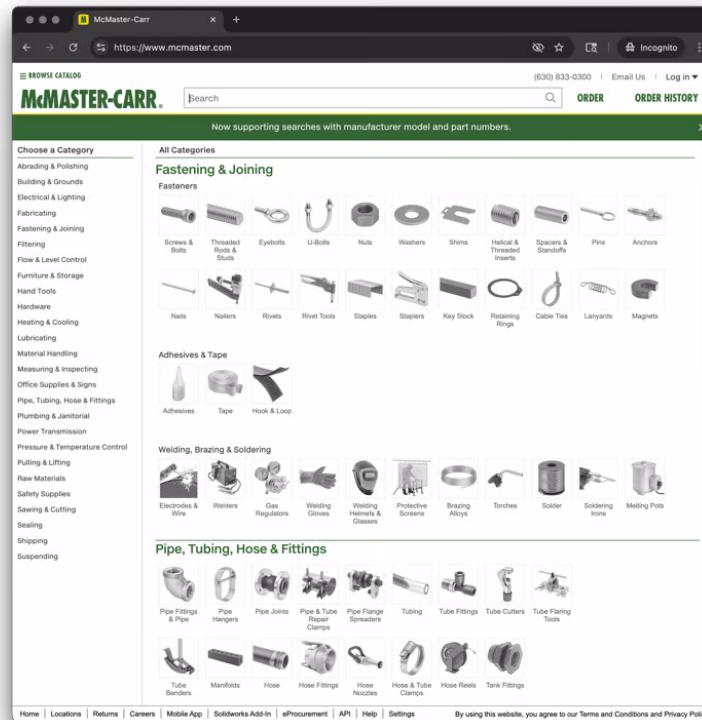 McMaster-Carr
https://www.mcmaster.com
Incognito
BROWSE CATALOG
(630) 833-0300
Email Us
Log in
McMASTER-CARR.
Search
ORDER
ORDER HISTORY
Now supporting searches with manufacturer model and part numbers.
Choose a Category
Abrading & Polishing
Building & Grounds
Electrical & Lighting
Fabricating
Fastening & Joining
Filtering
Flow & Level Control
Furniture & Storage
Hand Tools
Hardware
Heating & Cooling
Lubricating
Material Handling
Measuring & Inspecting
Office Supplies & Signs
Pipe, Tubing, Hose & Fittings
Plumbing & Janitorial
Power Transmission
Pressure & Temperature Control
Pulling & Lifting
Raw Materials
Safety Supplies
Sawing & Cutting
Sealing
Shipping
Suspending
All Categories
Fastening & Joining
Fasteners
Screws &
Bolts
Threaded
Rods &
Studs
Eyebolts
U-Bolts
Nuts
Washers
Shims
Helical &
Threaded
Inserts
Spacers &
Standoffs
Pins
Anchors
Nails
Nailers
Rivets
Rivet Tools
Staples
Staplers
Key Stock
Retaining
Rings
Cable Ties
Lanyards
Magnets
Adhesives & Tape
Adhesives
Tape
Hook & Loop
Welding, Brazing & Soldering
Electrodes &
Wire
Welders
Gas
Regulators
Welding
Gloves
Welding
Helmets &
Glasses
Protective
Screens
Brazing
Alloys
Torches
Solder
Soldering
Irons
Melting Pots
Pipe, Tubing, Hose & Fittings
Pipe Fittings
& Pipe
Pipe
Hangers
Pipe Joints
Pipe & Tube
Repair
Clamps
Pipe Flange
Spreaders
Tubing
Tube Fittings
Tube Cutters
Tube Flaring
Tools
Tube
Benders
Manifolds
Hose
Hose Fittings
Hose
Nozzles
Hose & Tube
Clamps
Hose Reels
Tank Fittings
Home
Locations
Returns
Careers
Mobile App
Solidworks Add-In
eProcurement
API
Help
Settings
By using this website, you agree to our Terms and Conditions and Privacy Poli